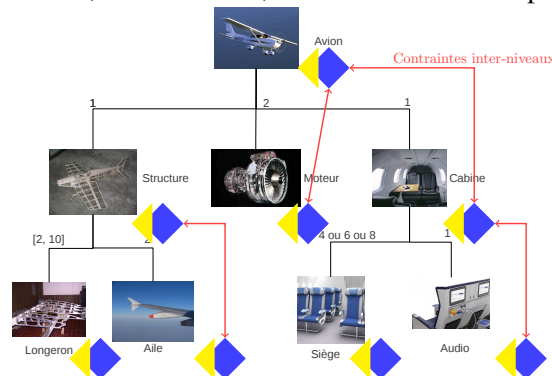 Avion
Contraintes inter-niveaux
1
2
1
Structure
Moteur
Cabine
[2, 10]
2
4 ou 6 ou 8
1
Longeron
Aile
Siège
Audio